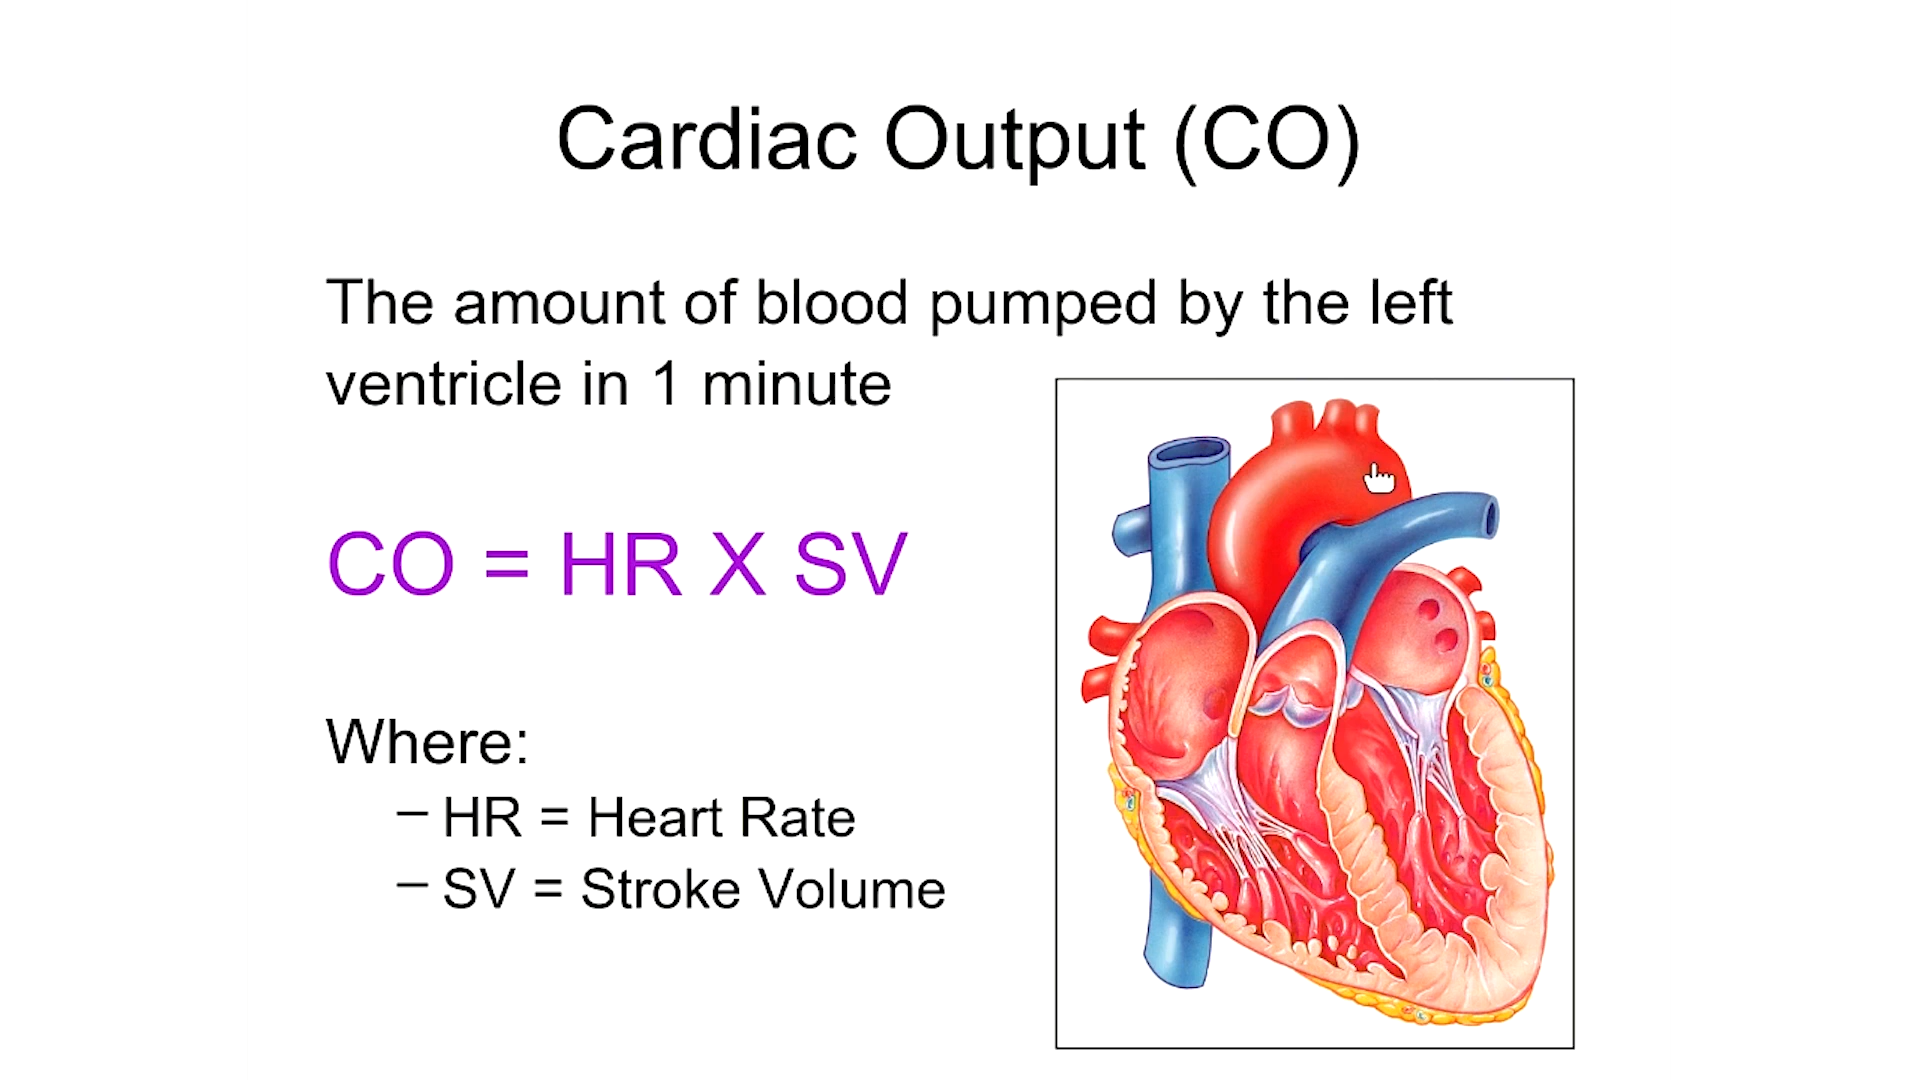 Cardiac Output (CO)
The amount of blood pumped by the left
ventricle in 1 minute
CO = HR X SV
Where:
– HR = Heart Rate
– SV = Stroke Volume